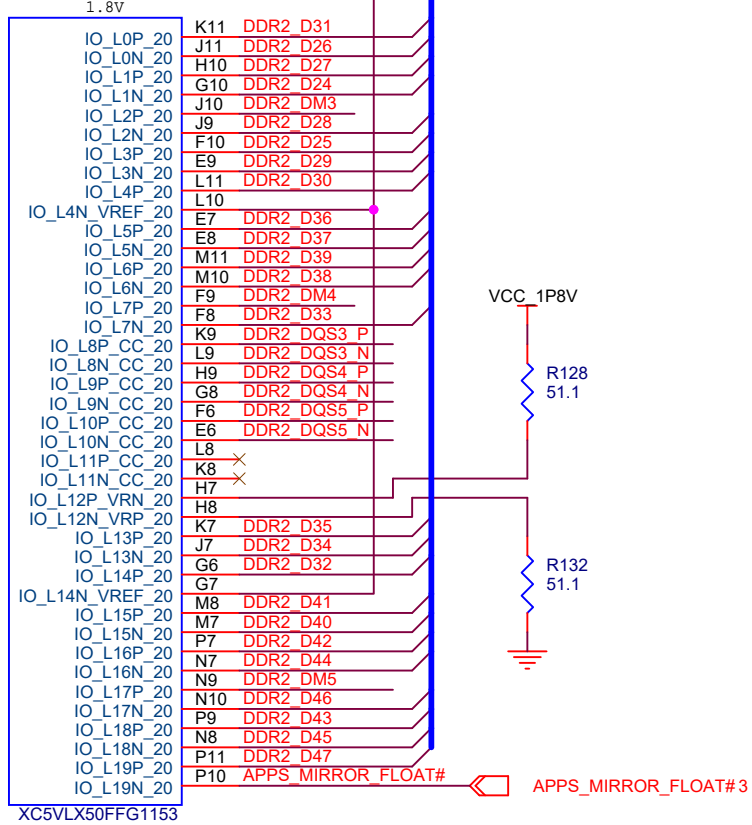 1.8V
IO_L0P_20 K11 DDR2_D31
IO_L0N_20 J11 DDR2_D26
IO_L1P_20 H10 DDR2_D27
IO_L1N_20 G10 DDR2_D24
IO_L2P_20 J10 DDR2_DM3
IO_L2N_20 J9 DDR2_D28
IO_L3P_20 F10 DDR2_D25
IO_L3N_20 E9 DDR2_D29
IO_L4P_20 L11 DDR2_D30
IO_L4N_VREF_20 L10
IO_L5P_20 E7 DDR2_D36
IO_L5N_20 E8 DDR2_D37
IO_L6P_20 M11 DDR2_D39
IO_L6N_20 M10 DDR2_D38
IO_L7P_20 F9 DDR2_DM4
IO_L7N_20 F8 DDR2_D33
IO_L8P_CC_20 K9 DDR2_DQS3_P
IO_L8N_CC_20 L9 DDR2_DQS3_N
IO_L9P_CC_20 H9 DDR2_DQS4_P
IO_L9N_CC_20 G8 DDR2_DQS4_N
IO_L10P_CC_20 F6 DDR2_DQS5_P
IO_L10N_CC_20 E6 DDR2_DQS5_N
IO_L11P_CC_20 L8
IO_L11N_CC_20 K8
IO_L12P_VRN_20 H7
IO_L12N_VRP_20 H8
IO_L13P_20 K7 DDR2_D35
IO_L13N_20 J7 DDR2_D34
IO_L14P_20 G6 DDR2_D32
IO_L14N_VREF_20 G7
IO_L15P_20 M8 DDR2_D41
IO_L15N_20 M7 DDR2_D40
IO_L16P_20 P7 DDR2_D42
IO_L16N_20 N7 DDR2_D44
IO_L17P_20 N9 DDR2_DM5
IO_L17N_20 N10 DDR2_D46
IO_L18P_20 P9 DDR2_D43
IO_L18N_20 N8 DDR2_D45
IO_L19P_20 P11 DDR2_D47
IO_L19N_20 P10 APPS_MIRROR_FLOAT#
XC5VLX50FFG1153
VCC_1P8V
R128
51.1
R132
51.1
APPS_MIRROR_FLOAT# 3